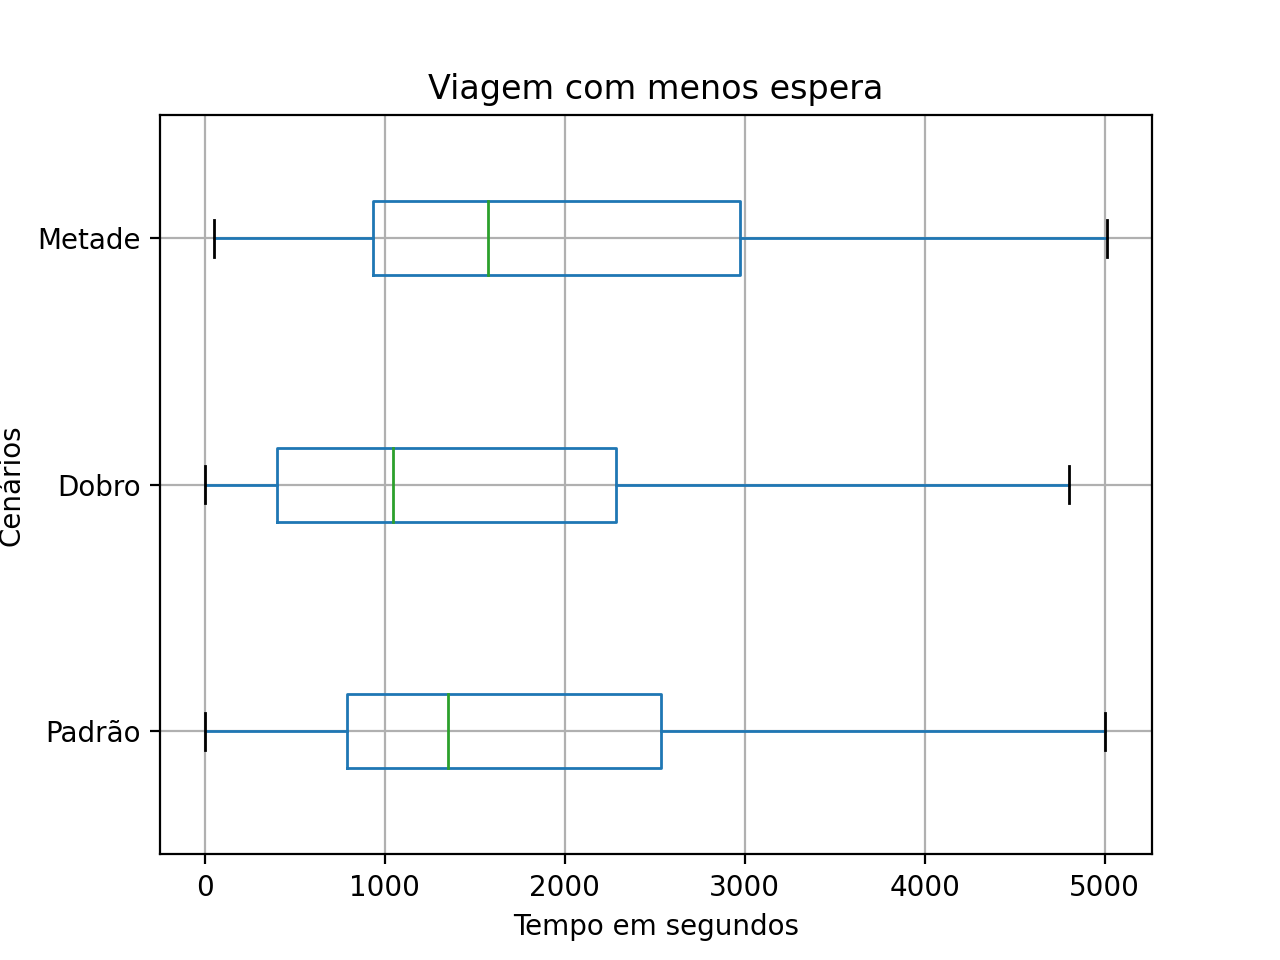 Viagem com menos espera
Metade
Dobro
Padrão
Cenários
0 1000 2000 3000 4000 5000
Tempo em segundos